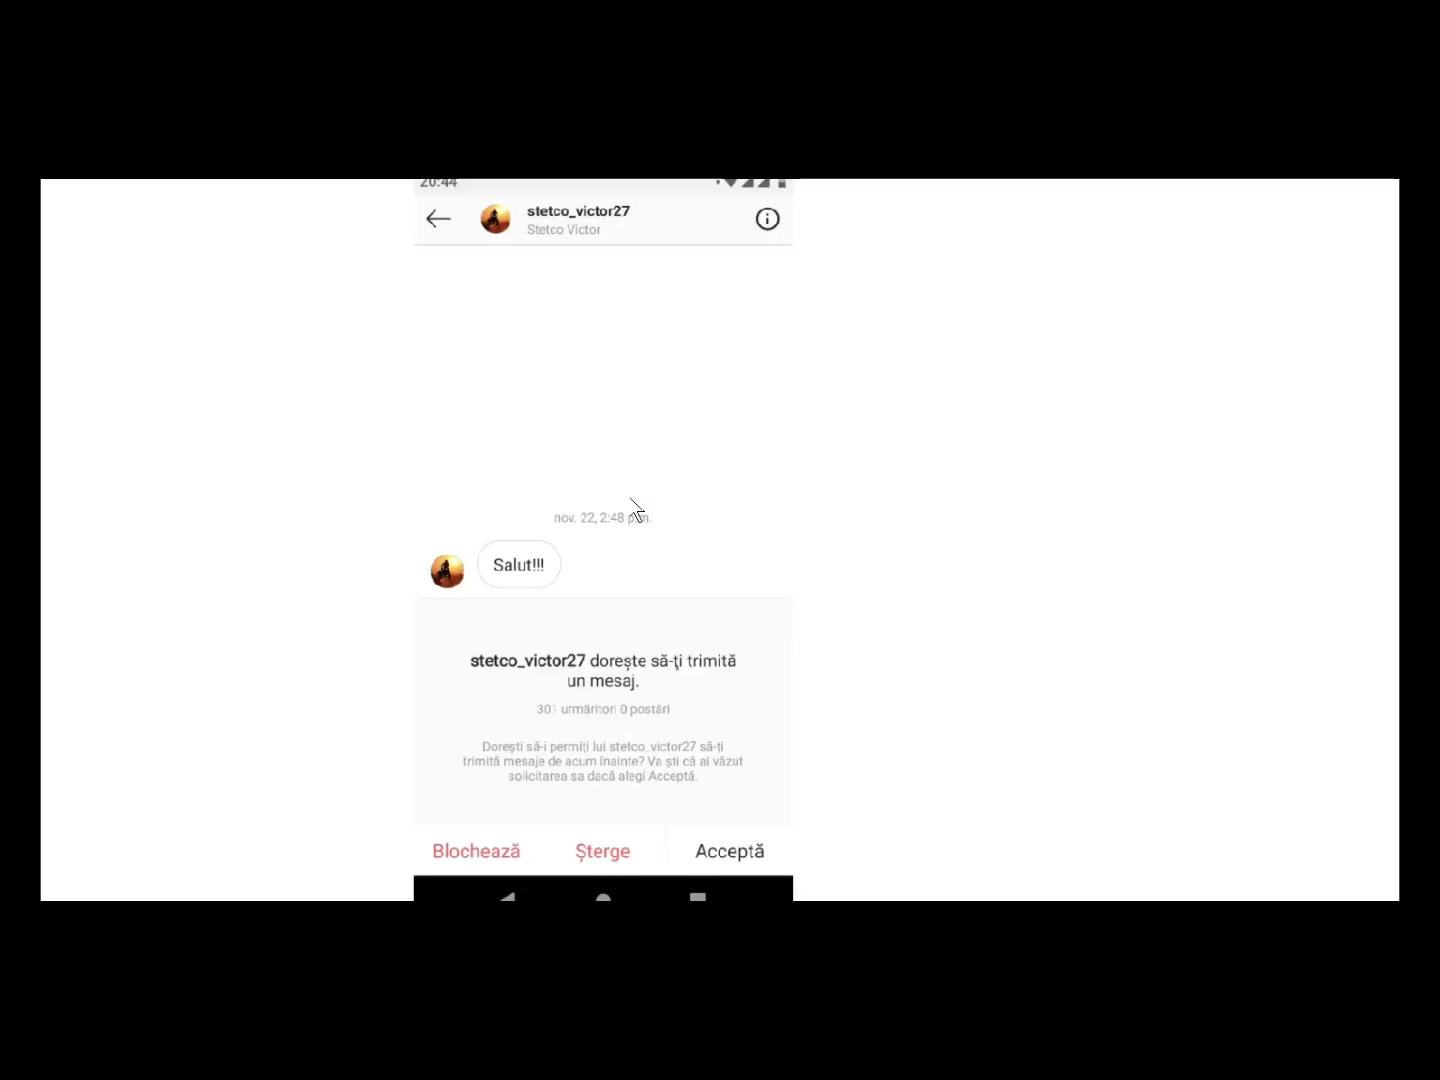 20:44
stetco_victor27
Stetco Victor
nov. 22, 2:48 p.m.
Salut!!!
stetco_victor27 dorește să-ți trimită
un mesaj.
301 urmăritori 0 postări
Dorești să-i permiți lui stetco_victor27 să-ți
trimită mesaje de acum înainte? Va ști că ai văzut
solicitarea sa dacă alegi Acceptă.
Blochează Șterge Acceptă